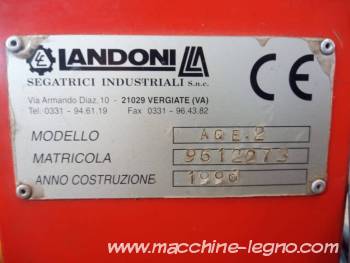 LANDONI
SEGATRICI INDUSTRIALI S.n.c.
Via Armando Diaz, 10 - 21029 VERGIATE (VA)
Tel. 0331 - 94.61.19 Fax 0331 - 96.43.82
CE
MODELLO AGE.2
MATRICOLA 9612073
ANNO COSTRUZIONE 1996
www.macchine-legno.com